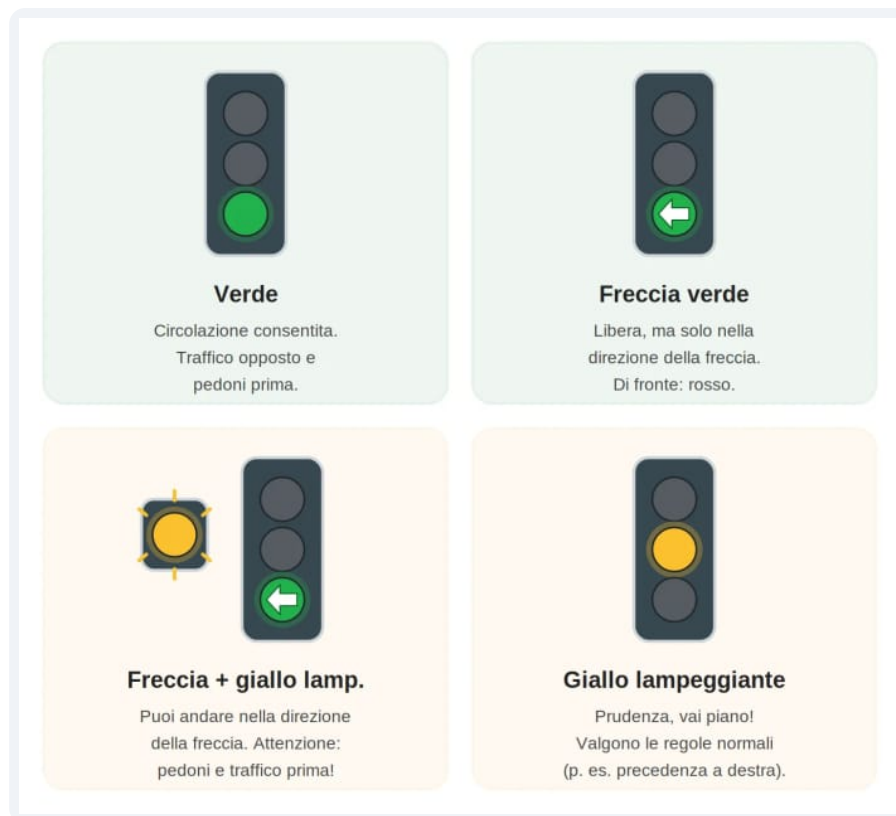 Verde
Circolazione consentita.
Traffico opposto e
pedoni prima.
Freccia verde
Libera, ma solo nella
direzione della freccia.
Di fronte: rosso.
Freccia + giallo lamp.
Puoi andare nella direzione
della freccia. Attenzione:
pedoni e traffico prima!
Giallo lampeggiante
Prudenza, vai piano!
Valgono le regole normali
(p. es. precedenza a destra).